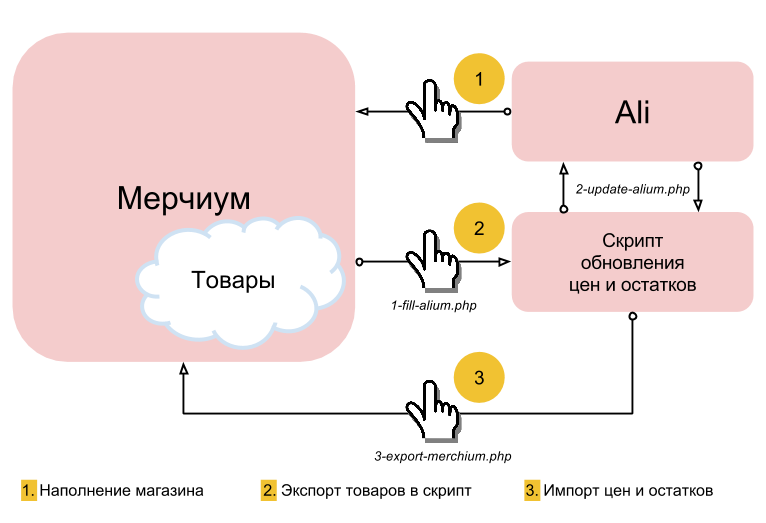 1
Ali
Мерчиум
2-update-alium.php
2
Скрипт
обновления
цен и остатков
Товары
1-fill-alium.php
3
3-export-merchium.php
1. Наполнение магазина
2. Экспорт товаров в скрипт
3. Импорт цен и остатков